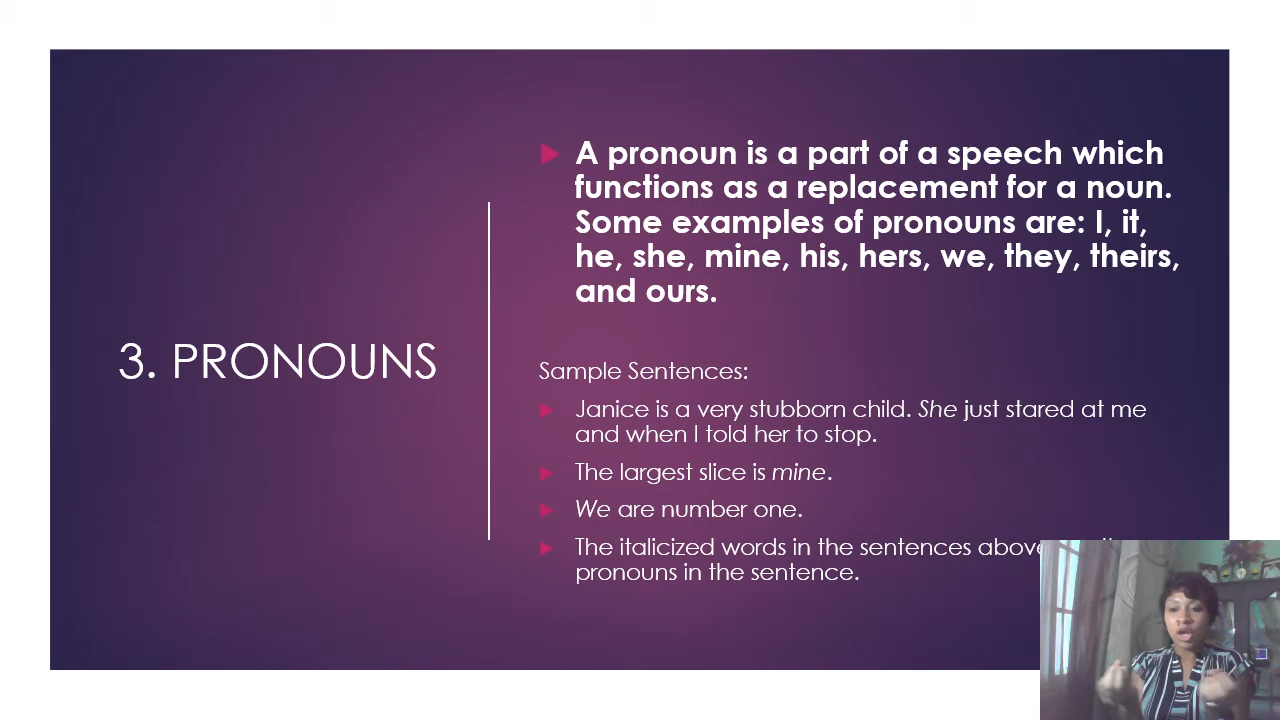 3. PRONOUNS
A pronoun is a part of a speech which
functions as a replacement for a noun.
Some examples of pronouns are: I, it,
he, she, mine, his, hers, we, they, theirs,
and ours.
Sample Sentences:
Janice is a very stubborn child. She just stared at me
and when I told her to stop.
The largest slice is mine.
We are number one.
The italicized words in the sentences above
pronouns in the sentence.